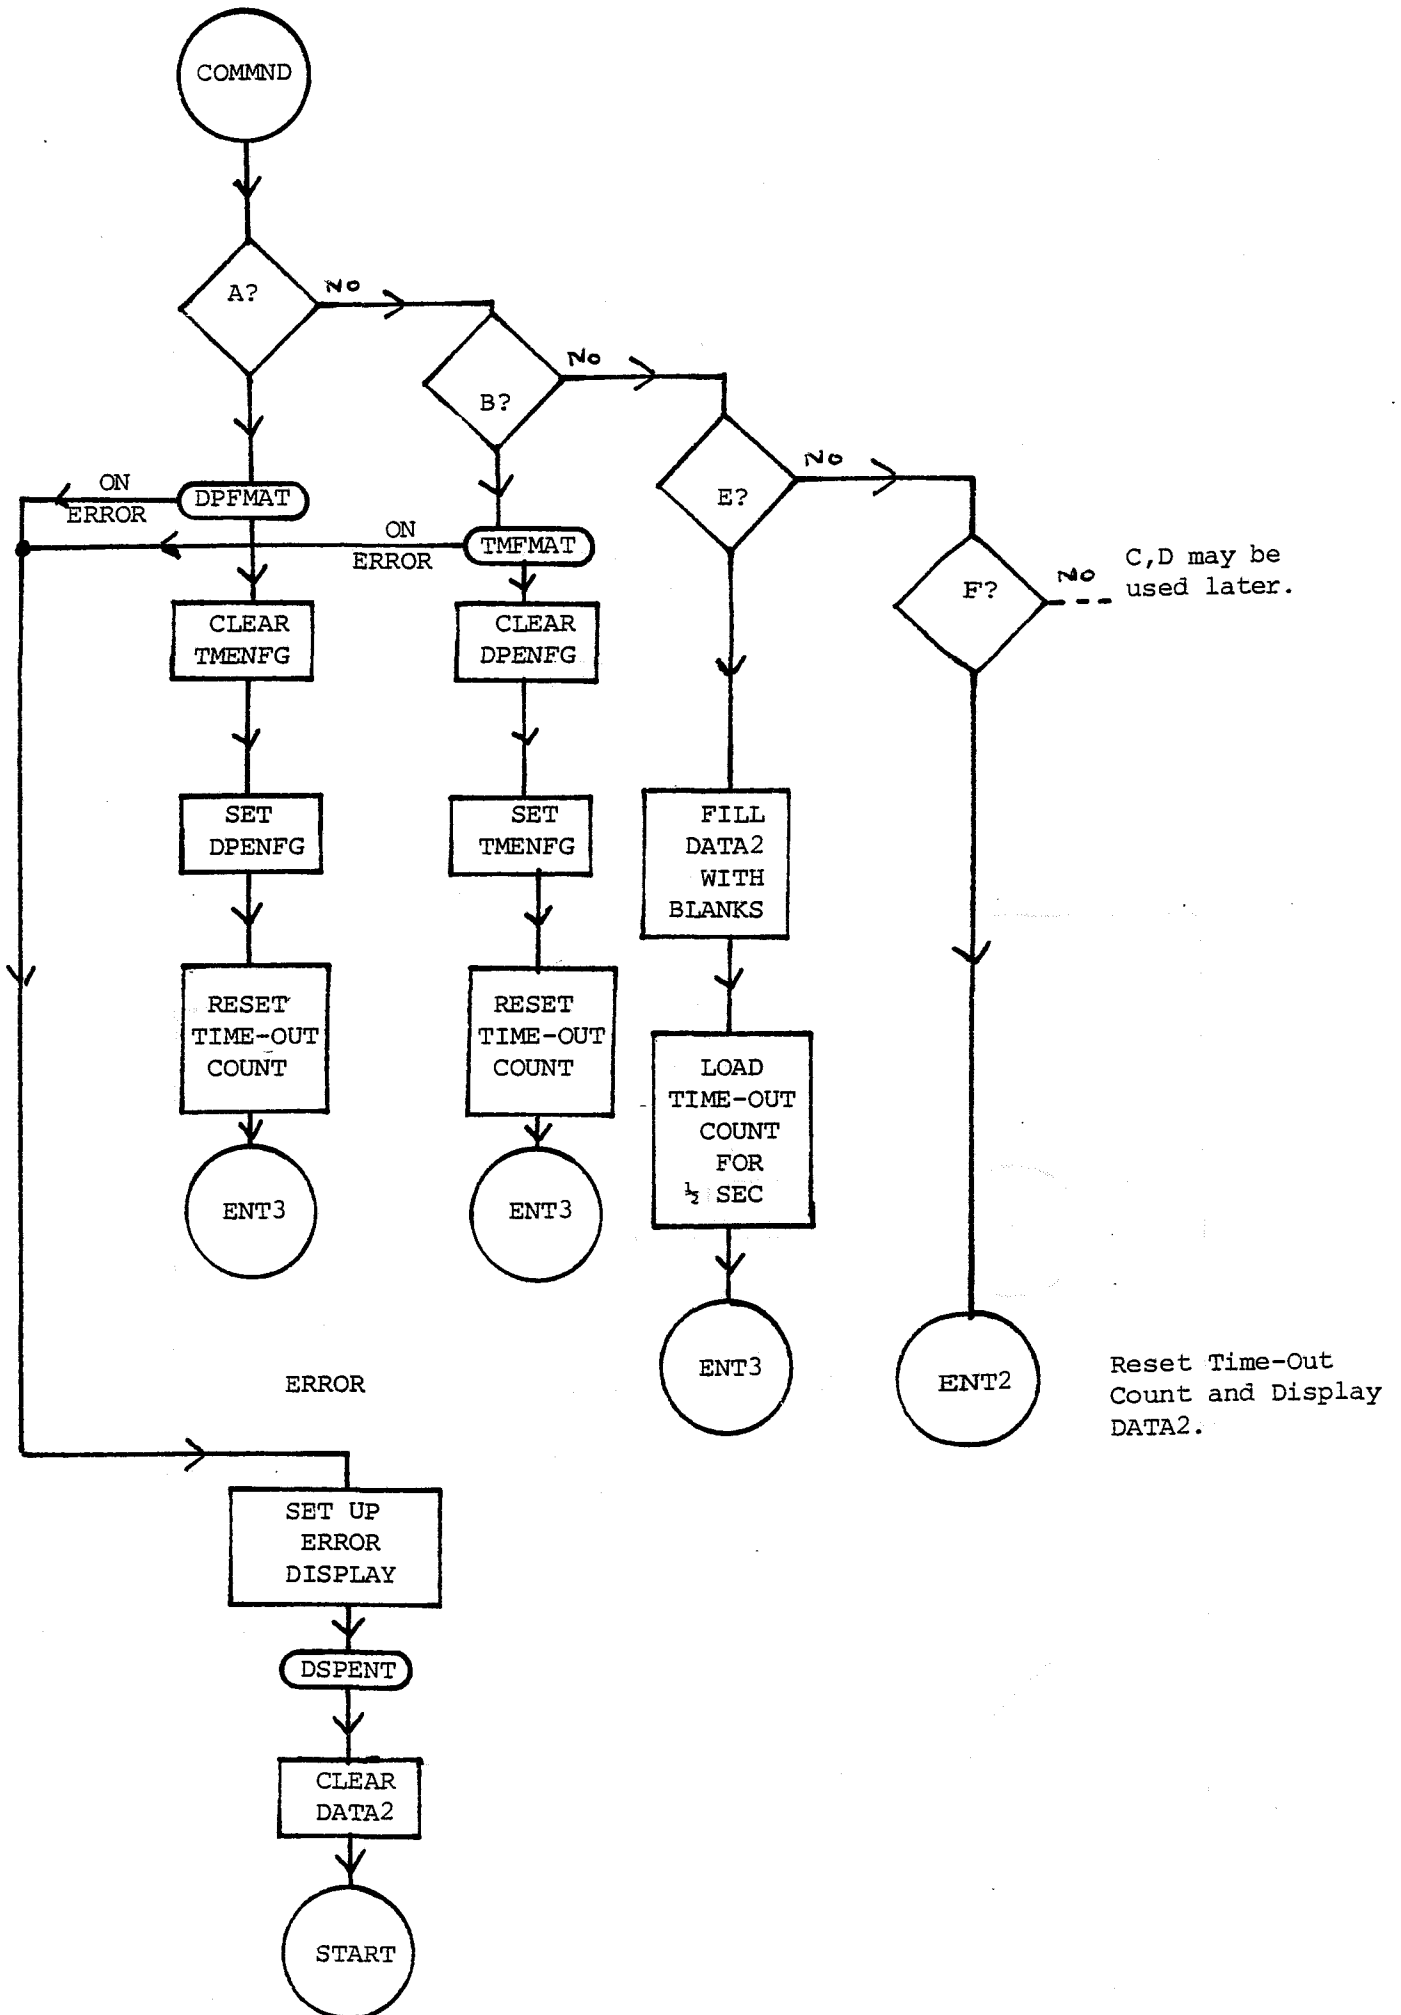 COMMND
A?
No
B?
No
E?
No
F?
No
C,D may be
used later.
ON
ERROR
DPFMAT
ON
ERROR
TMFMAT
CLEAR
TMENFG
CLEAR
DPENFG
SET
DPENFG
SET
TMENFG
FILL
DATA2
WITH
BLANKS
RESET
TIME-OUT
COUNT
RESET
TIME-OUT
COUNT
LOAD
TIME-OUT
COUNT
FOR
½ SEC
ENT3
ENT3
ENT3
ENT2
Reset Time-Out
Count and Display
DATA2.
ERROR
SET UP
ERROR
DISPLAY
DSPENT
CLEAR
DATA2
START